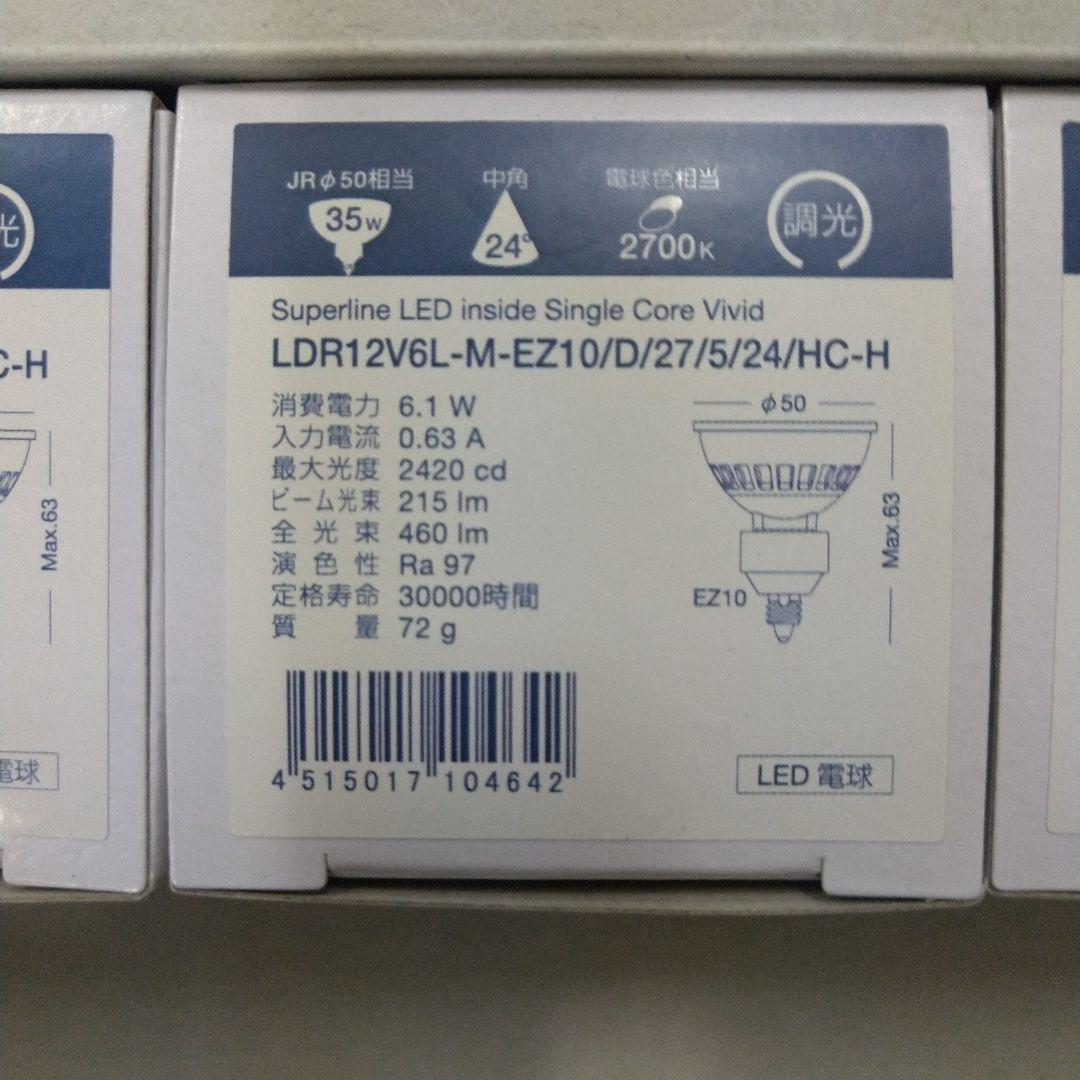 JRφ50相当
35W
中角
24°
電球色相当
2700K
調光
Superline LED inside Single Core Vivid
LDR12V6L-M-EZ10/D/27/5/24/HC-H
消費電力 6.1 W
入力電流 0.63 A
最大光度 2420 cd
ビーム光束 215 lm
全光束 460 lm
演色性 Ra 97
定格寿命 30000時間
質量 72 g
φ50
Max.63
EZ10
4 515017 104642
LED 電球
光
C-H
Max.63
電球